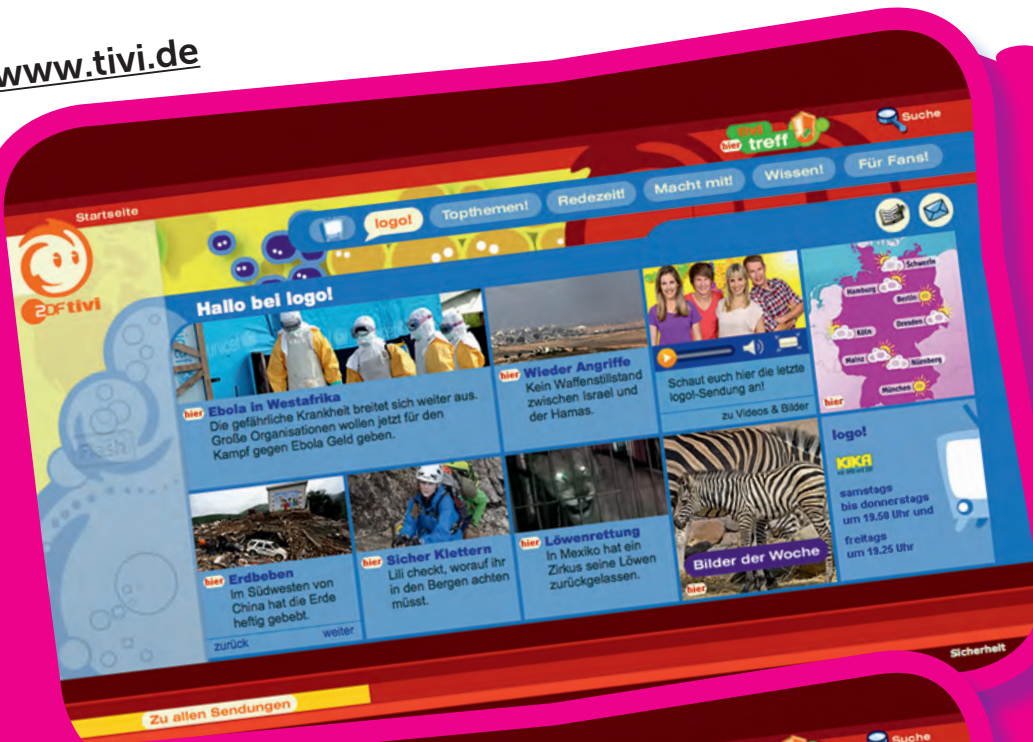 www.tivi.de
tivi
hier treff
Suche
Startseite
logo!
Topthemen!
Redezeit!
Macht mit!
Wissen!
Für Fans!
ZDFtivi
Hallo bei logo!
hier Ebola in Westafrika
Die gefährliche Krankheit breitet sich weiter aus.
Große Organisationen wollen jetzt für den
Kampf gegen Ebola Geld geben.
hier Wieder Angriffe
Kein Waffenstillstand
zwischen Israel und
der Hamas.
Schaut euch hier die letzte
logo!-Sendung an!
zu Videos & Bilder
Schwerin
Hamburg
Berlin
Köln
Dresden
Mainz
Nürnberg
München
hier
Flash
hier Erdbeben
Im Südwesten von
China hat die Erde
heftig gebebt.
zurück
weiter
hier Sicher Klettern
Lili checkt, worauf ihr
in den Bergen achten
müsst.
hier Löwenrettung
In Mexiko hat ein
Zirkus seine Löwen
zurückgelassen.
Bilder der Woche
hier
logo!
KiKA
samstags
bis donnerstags
um 19.50 Uhr und
freitags
um 19.25 Uhr
Sicherheit
Zu allen Sendungen
Suche